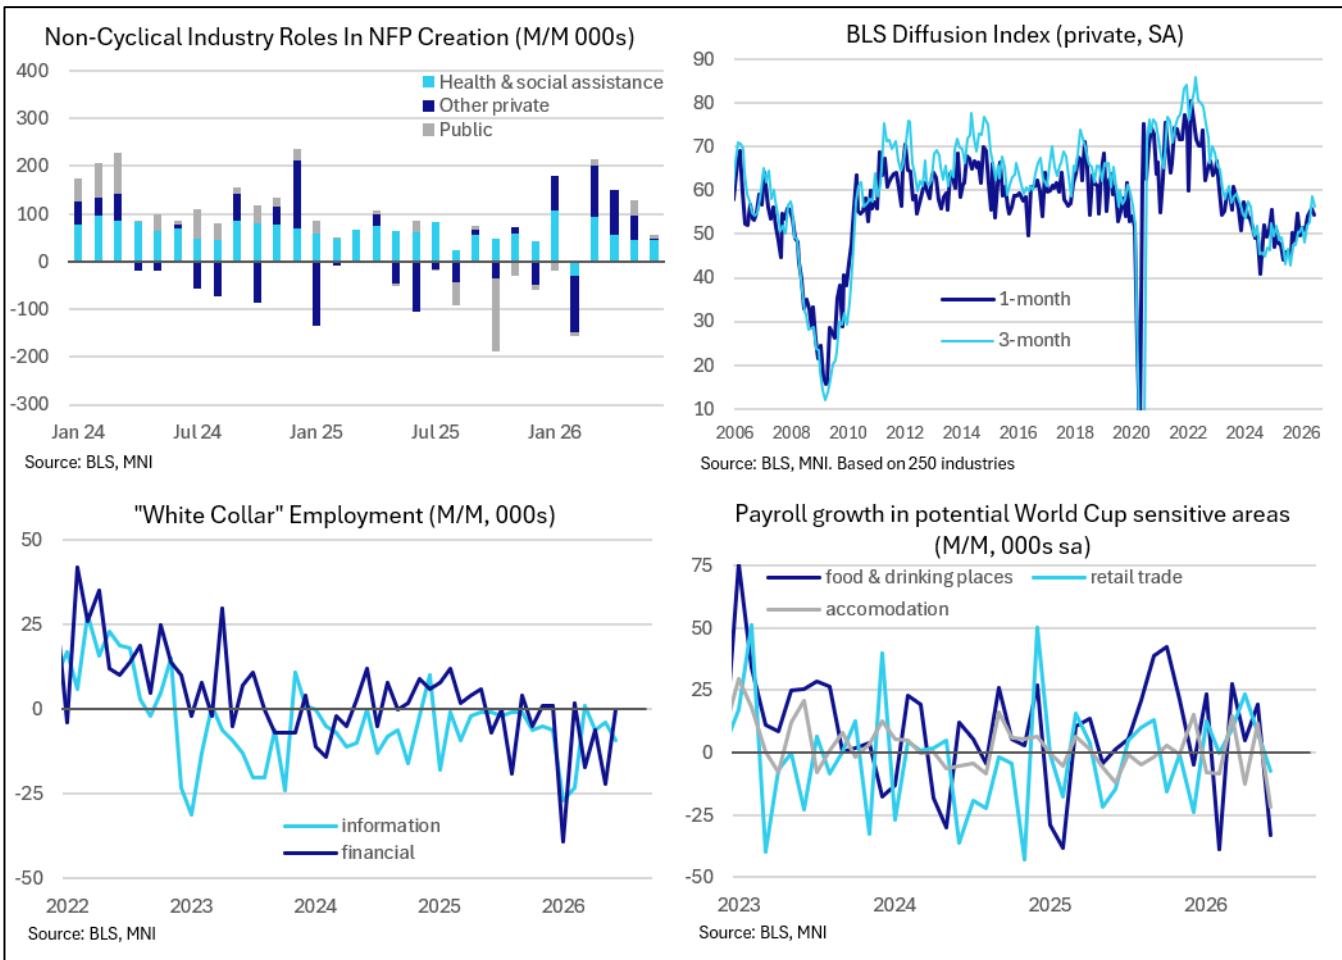 Non-Cyclical Industry Roles In NFP Creation (M/M 000s)
400
300
200
100
0
-100
-200
-300
Health & social assistance
Other private
Public
Jan 24
Jul 24
Jan 25
Jul 25
Jan 26
Source: BLS, MNI
BLS Diffusion Index (private, SA)
90
80
70
60
50
40
30
20
10
1-month
3-month
2006
2008
2010
2012
2014
2016
2018
2020
2022
2024
2026
Source: BLS, MNI. Based on 250 industries
"White Collar" Employment (M/M, 000s)
50
25
0
-25
-50
information
financial
2022
2023
2024
2025
2026
Source: BLS, MNI
Payroll growth in potential World Cup sensitive areas
(M/M, 000s sa)
75
50
25
0
-25
-50
food & drinking places
retail trade
accomodation
2023
2024
2025
2026
Source: BLS, MNI